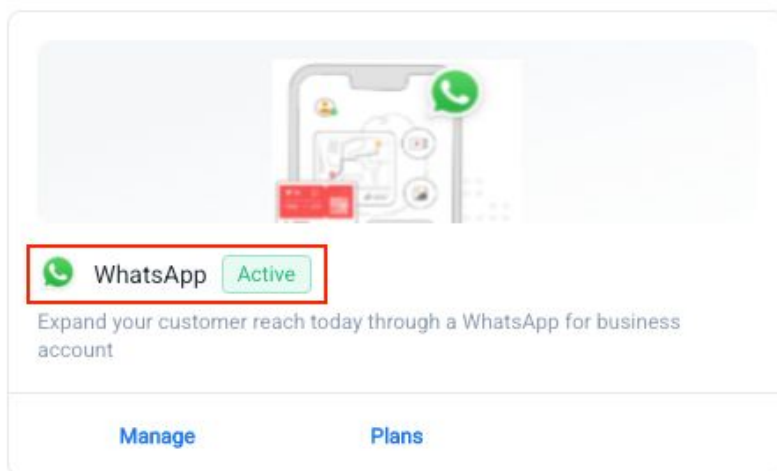 WhatsApp Active
Expand your customer reach today through a WhatsApp for business
account
Manage Plans